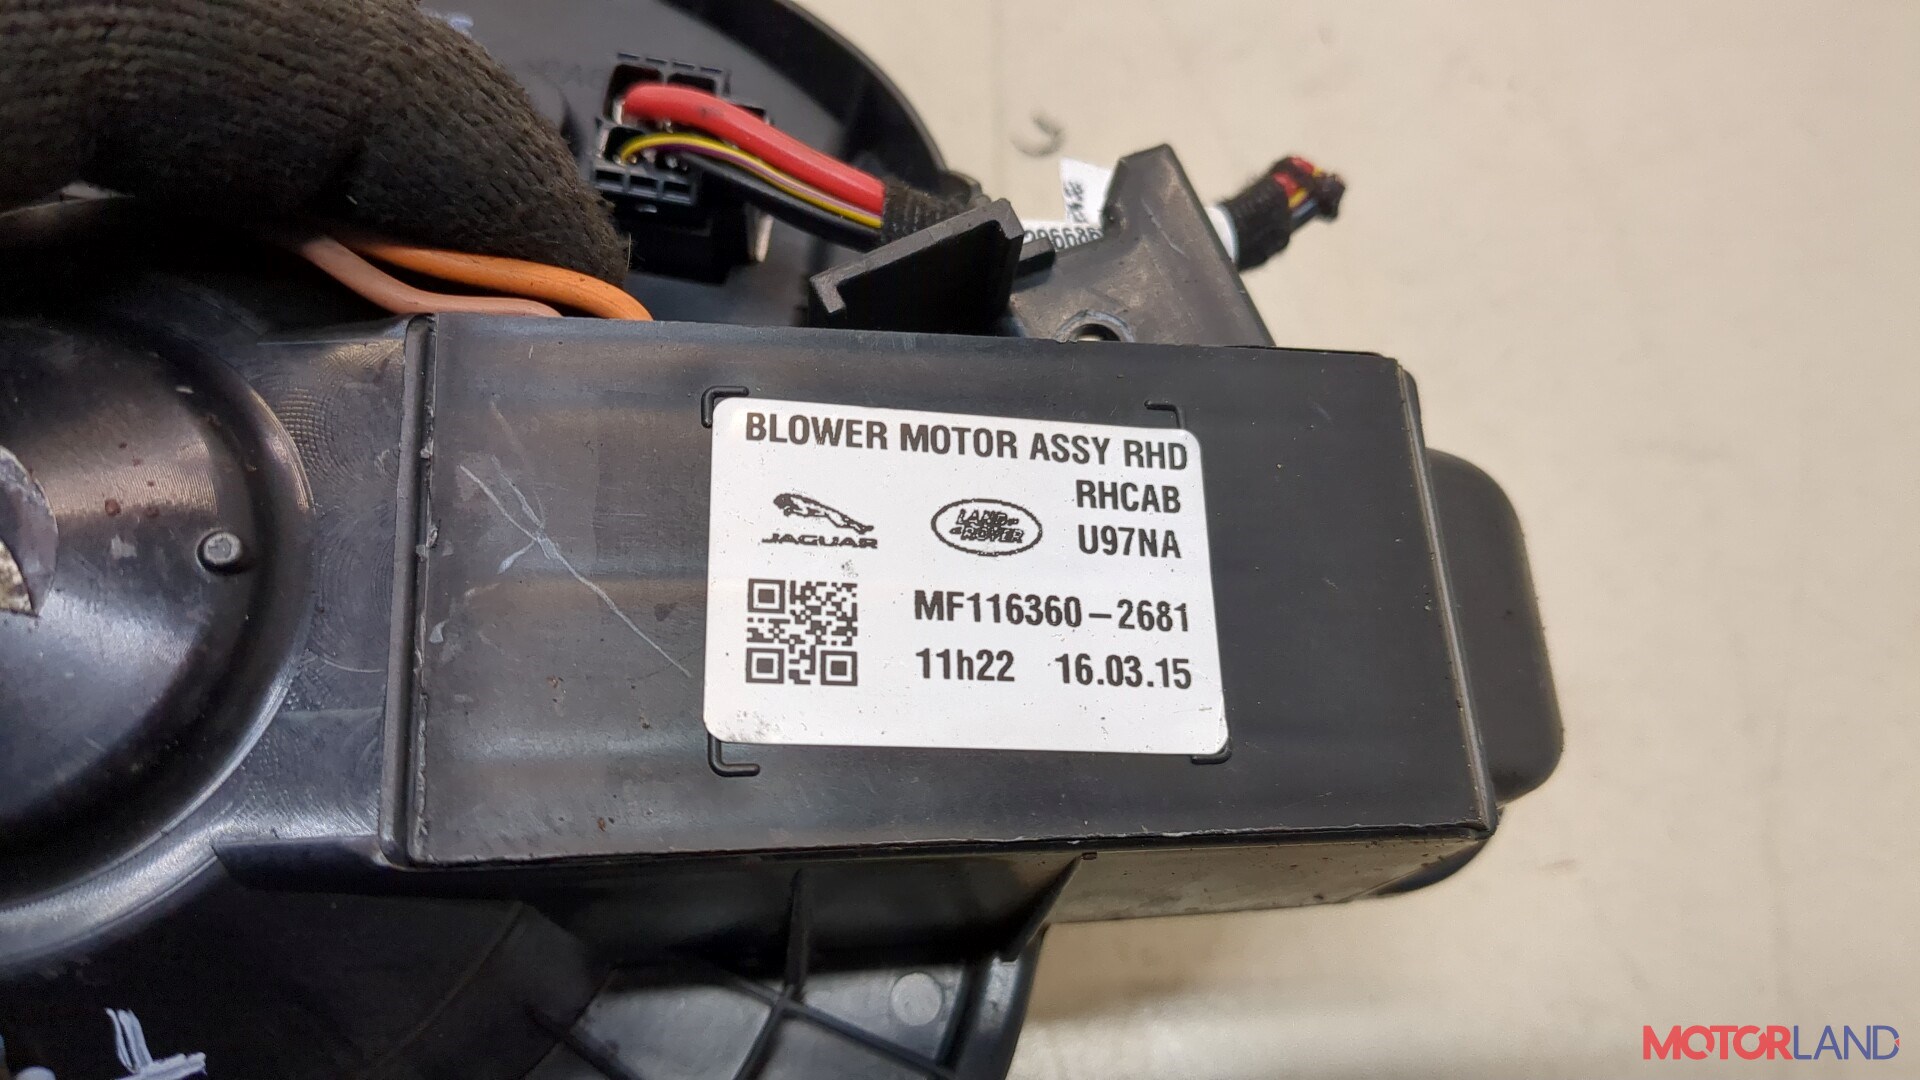 BLOWER MOTOR ASSY RHD
RHCAB
JAGUAR
LAND ROVER
U97NA
MF116360-2681
11h22 16.03.15
MOTORLAND